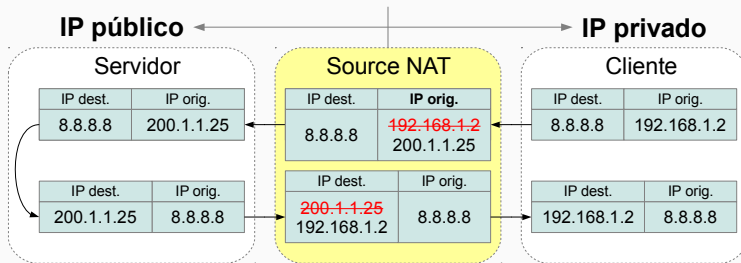 IP público
IP privado
Servidor
Source NAT
Cliente
IP dest. IP orig.
8.8.8.8 200.1.1.25
IP dest. IP orig.
8.8.8.8 192.168.1.2
200.1.1.25
IP dest. IP orig.
8.8.8.8 192.168.1.2
IP dest. IP orig.
200.1.1.25 8.8.8.8
IP dest. IP orig.
200.1.1.25
192.168.1.2 8.8.8.8
IP dest. IP orig.
192.168.1.2 8.8.8.8